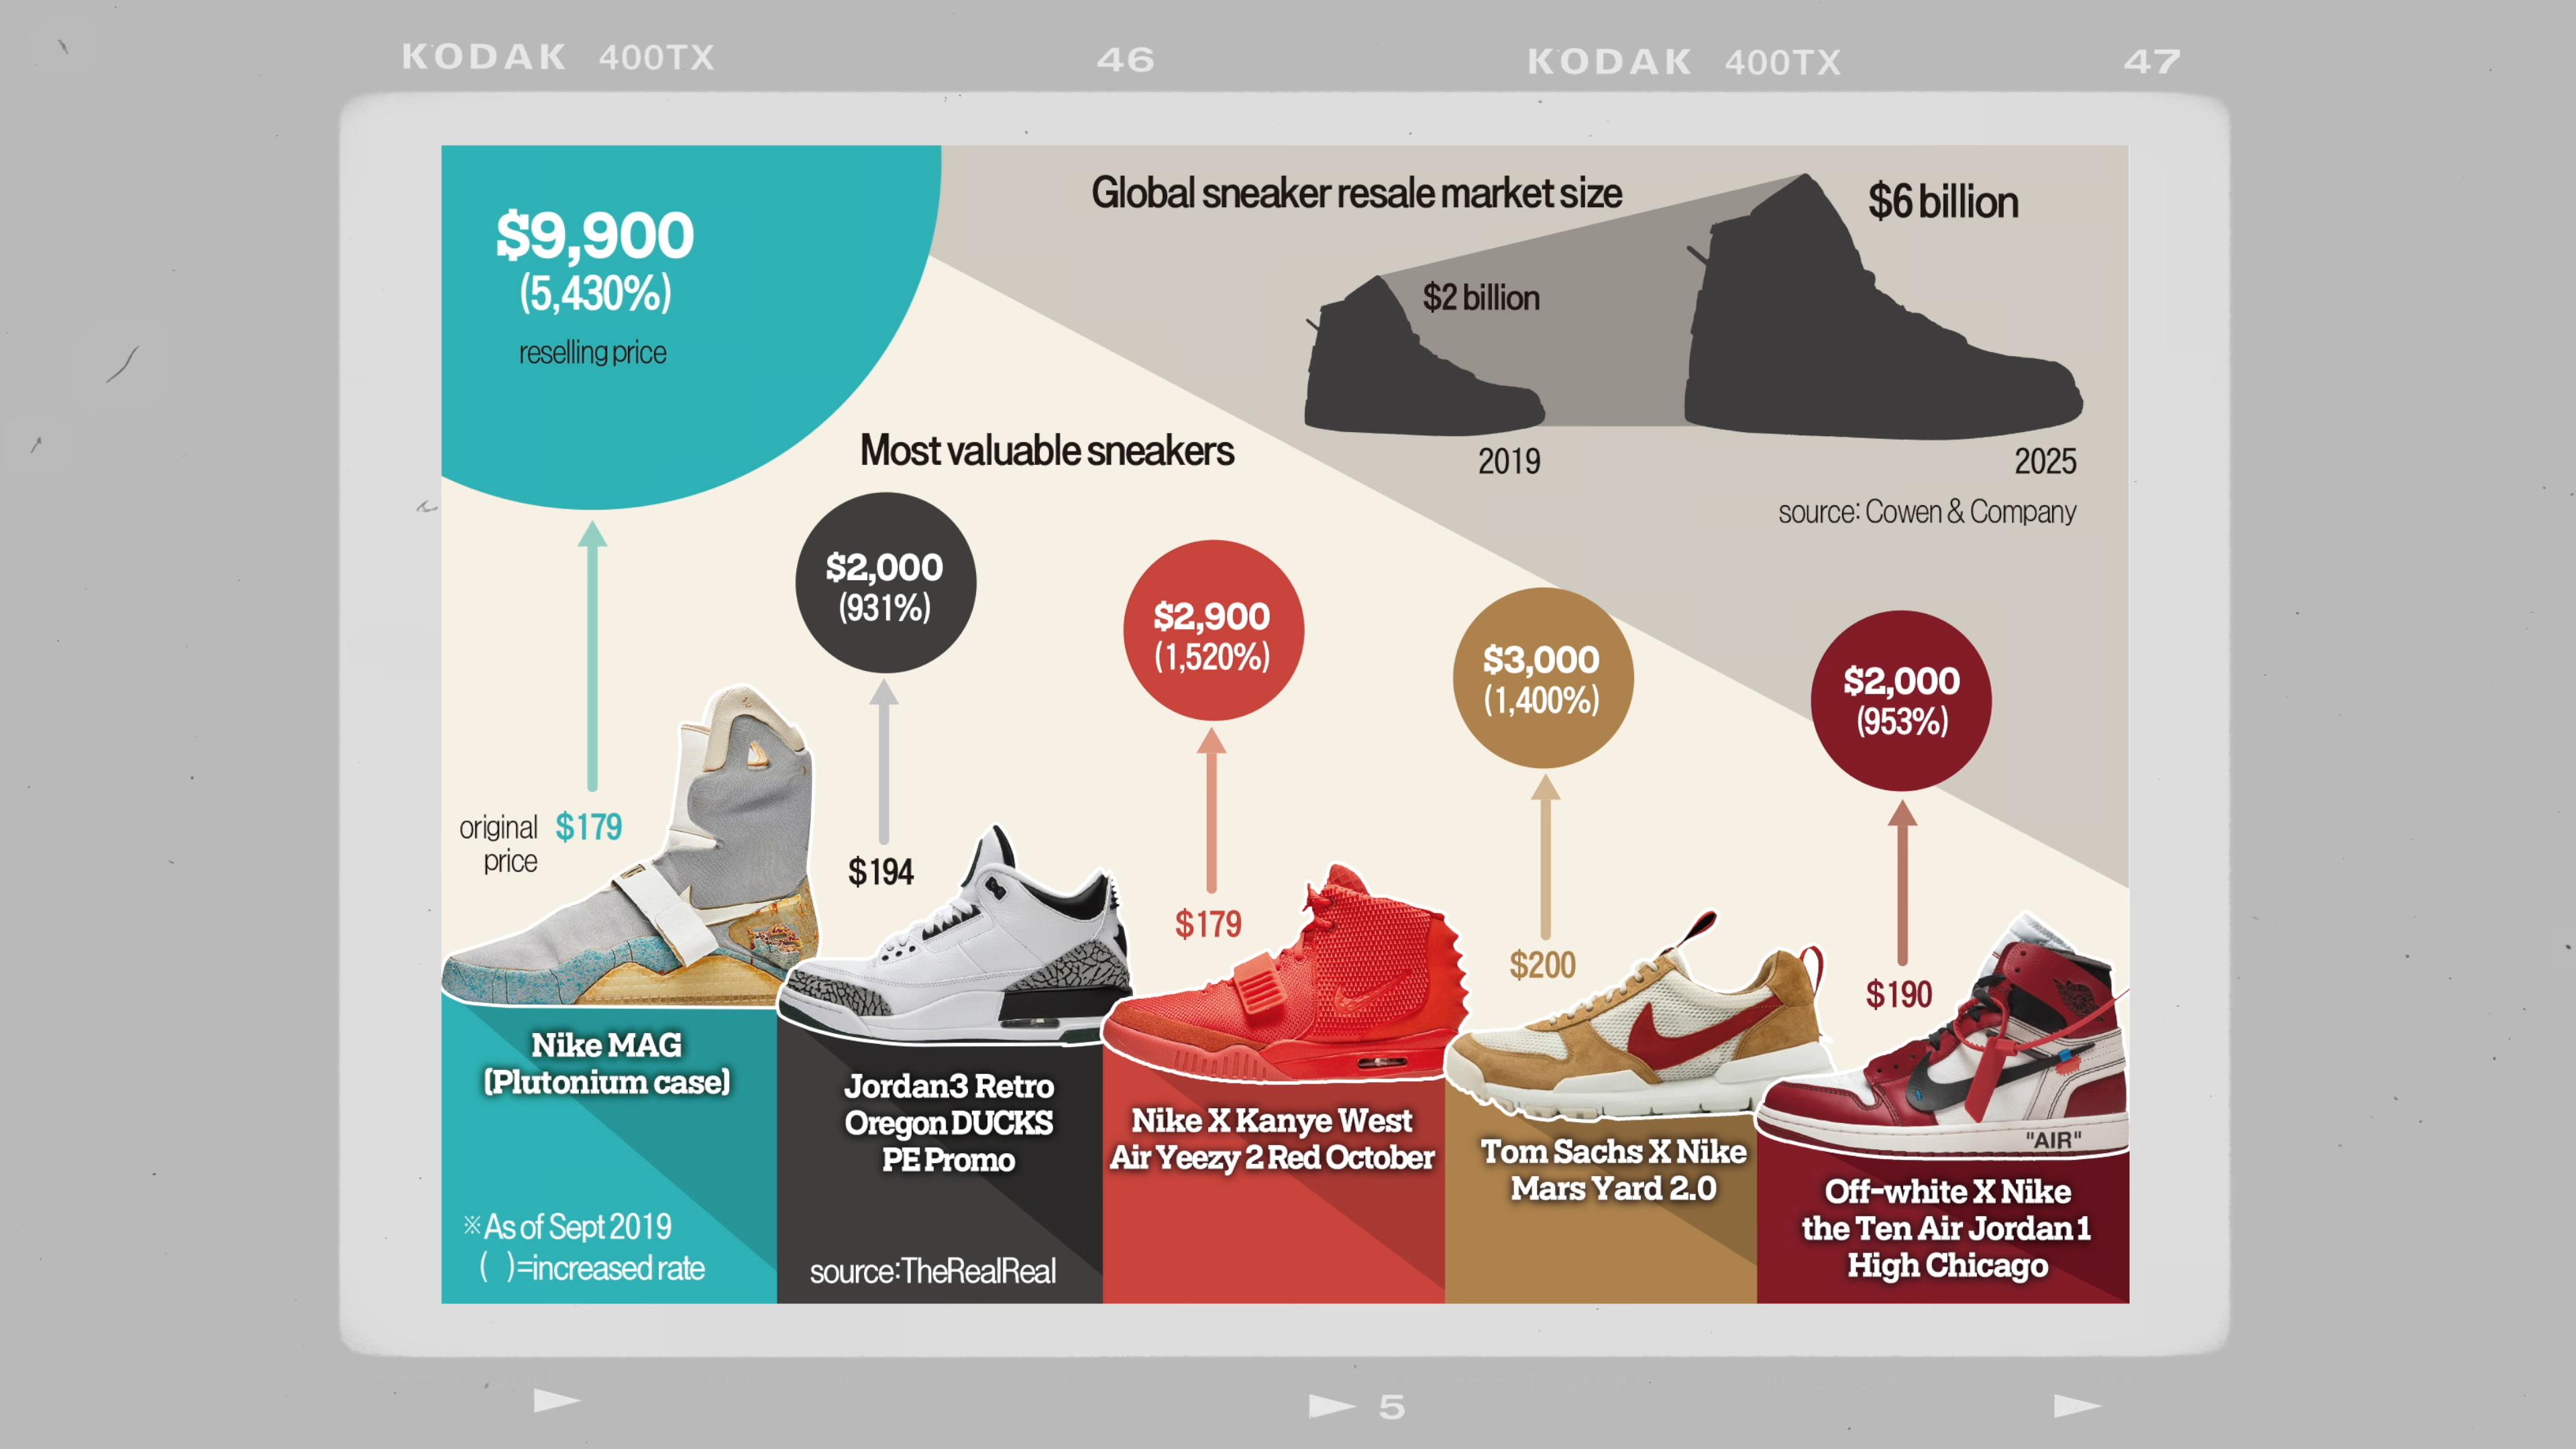 KODAK 400TX
46
KODAK 400TX
47
$9,900
(5,430%)
reselling price
Global sneaker resale market size
$6 billion
$2 billion
2019
2025
source: Cowen & Company
Most valuable sneakers
$2,000
(931%)
$2,900
(1,520%)
$3,000
(1,400%)
$2,000
(953%)
original
price
$179
$194
$179
$200
$190
Nike MAG
(Plutonium case)
Jordan3 Retro
Oregon DUCKS
PE Promo
Nike X Kanye West
Air Yeezy 2 Red October
Tom Sachs X Nike
Mars Yard 2.0
"AIR"
Off-white X Nike
the Ten Air Jordan 1
High Chicago
※As of Sept 2019
( )=increased rate
source:TheRealReal
5